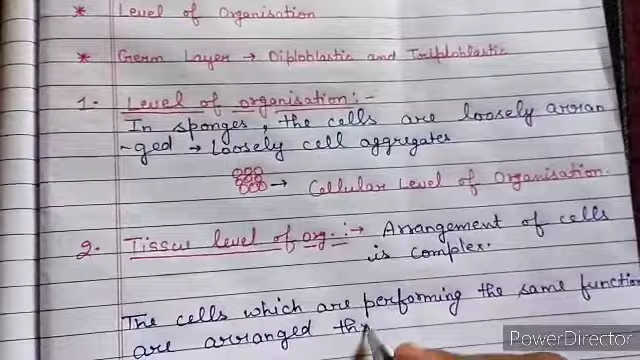 * Level of Organisation
* Germ Layer → Diploblastic and Triploblastic
1. Level of organisation :-
In sponges, the cells are loosely arran
-ged → Loosely cell aggregates
→ Cellular Level of Organisation.
2. Tissue level of org. :→ Arrangement of cells
is complex.
The cells which are performing the same function
are arranged th
PowerDirector